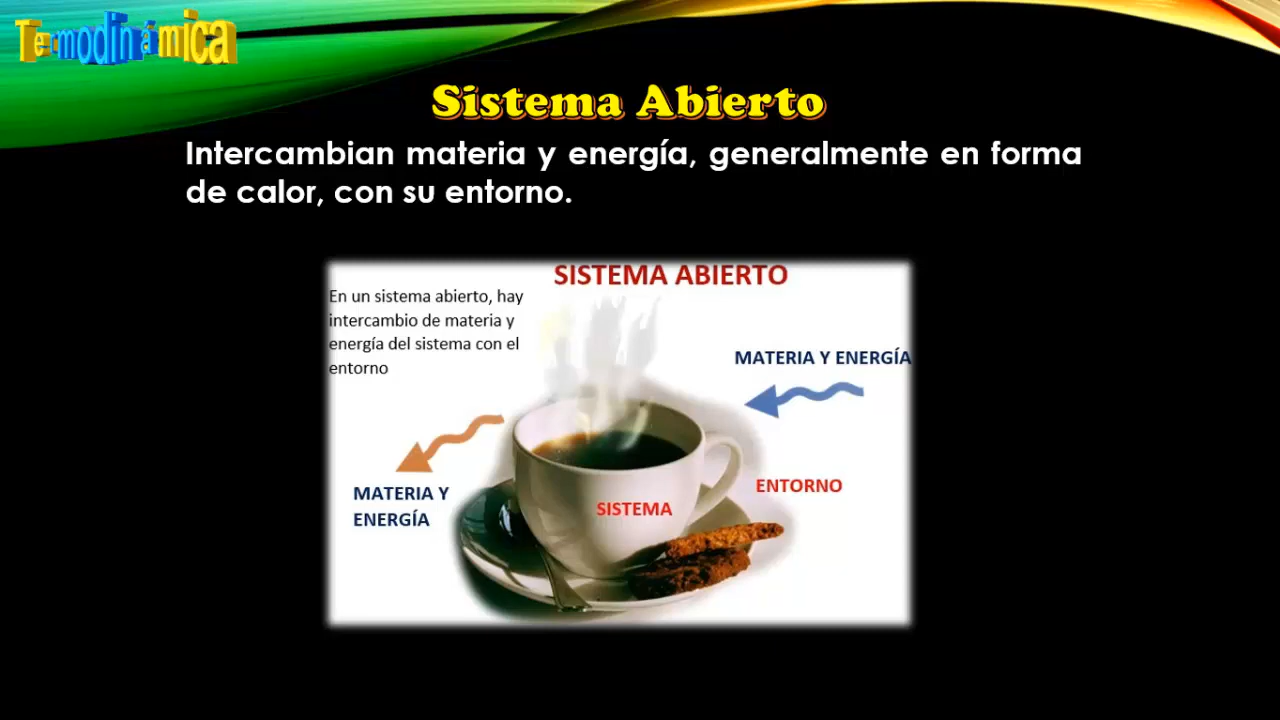 Termodinámica
Sistema Abierto
Intercambian materia y energía, generalmente en forma
de calor, con su entorno.
SISTEMA ABIERTO
En un sistema abierto, hay
intercambio de materia y
energía del sistema con el
entorno
MATERIA Y ENERGÍA
MATERIA Y
ENERGÍA
ENTORNO
SISTEMA